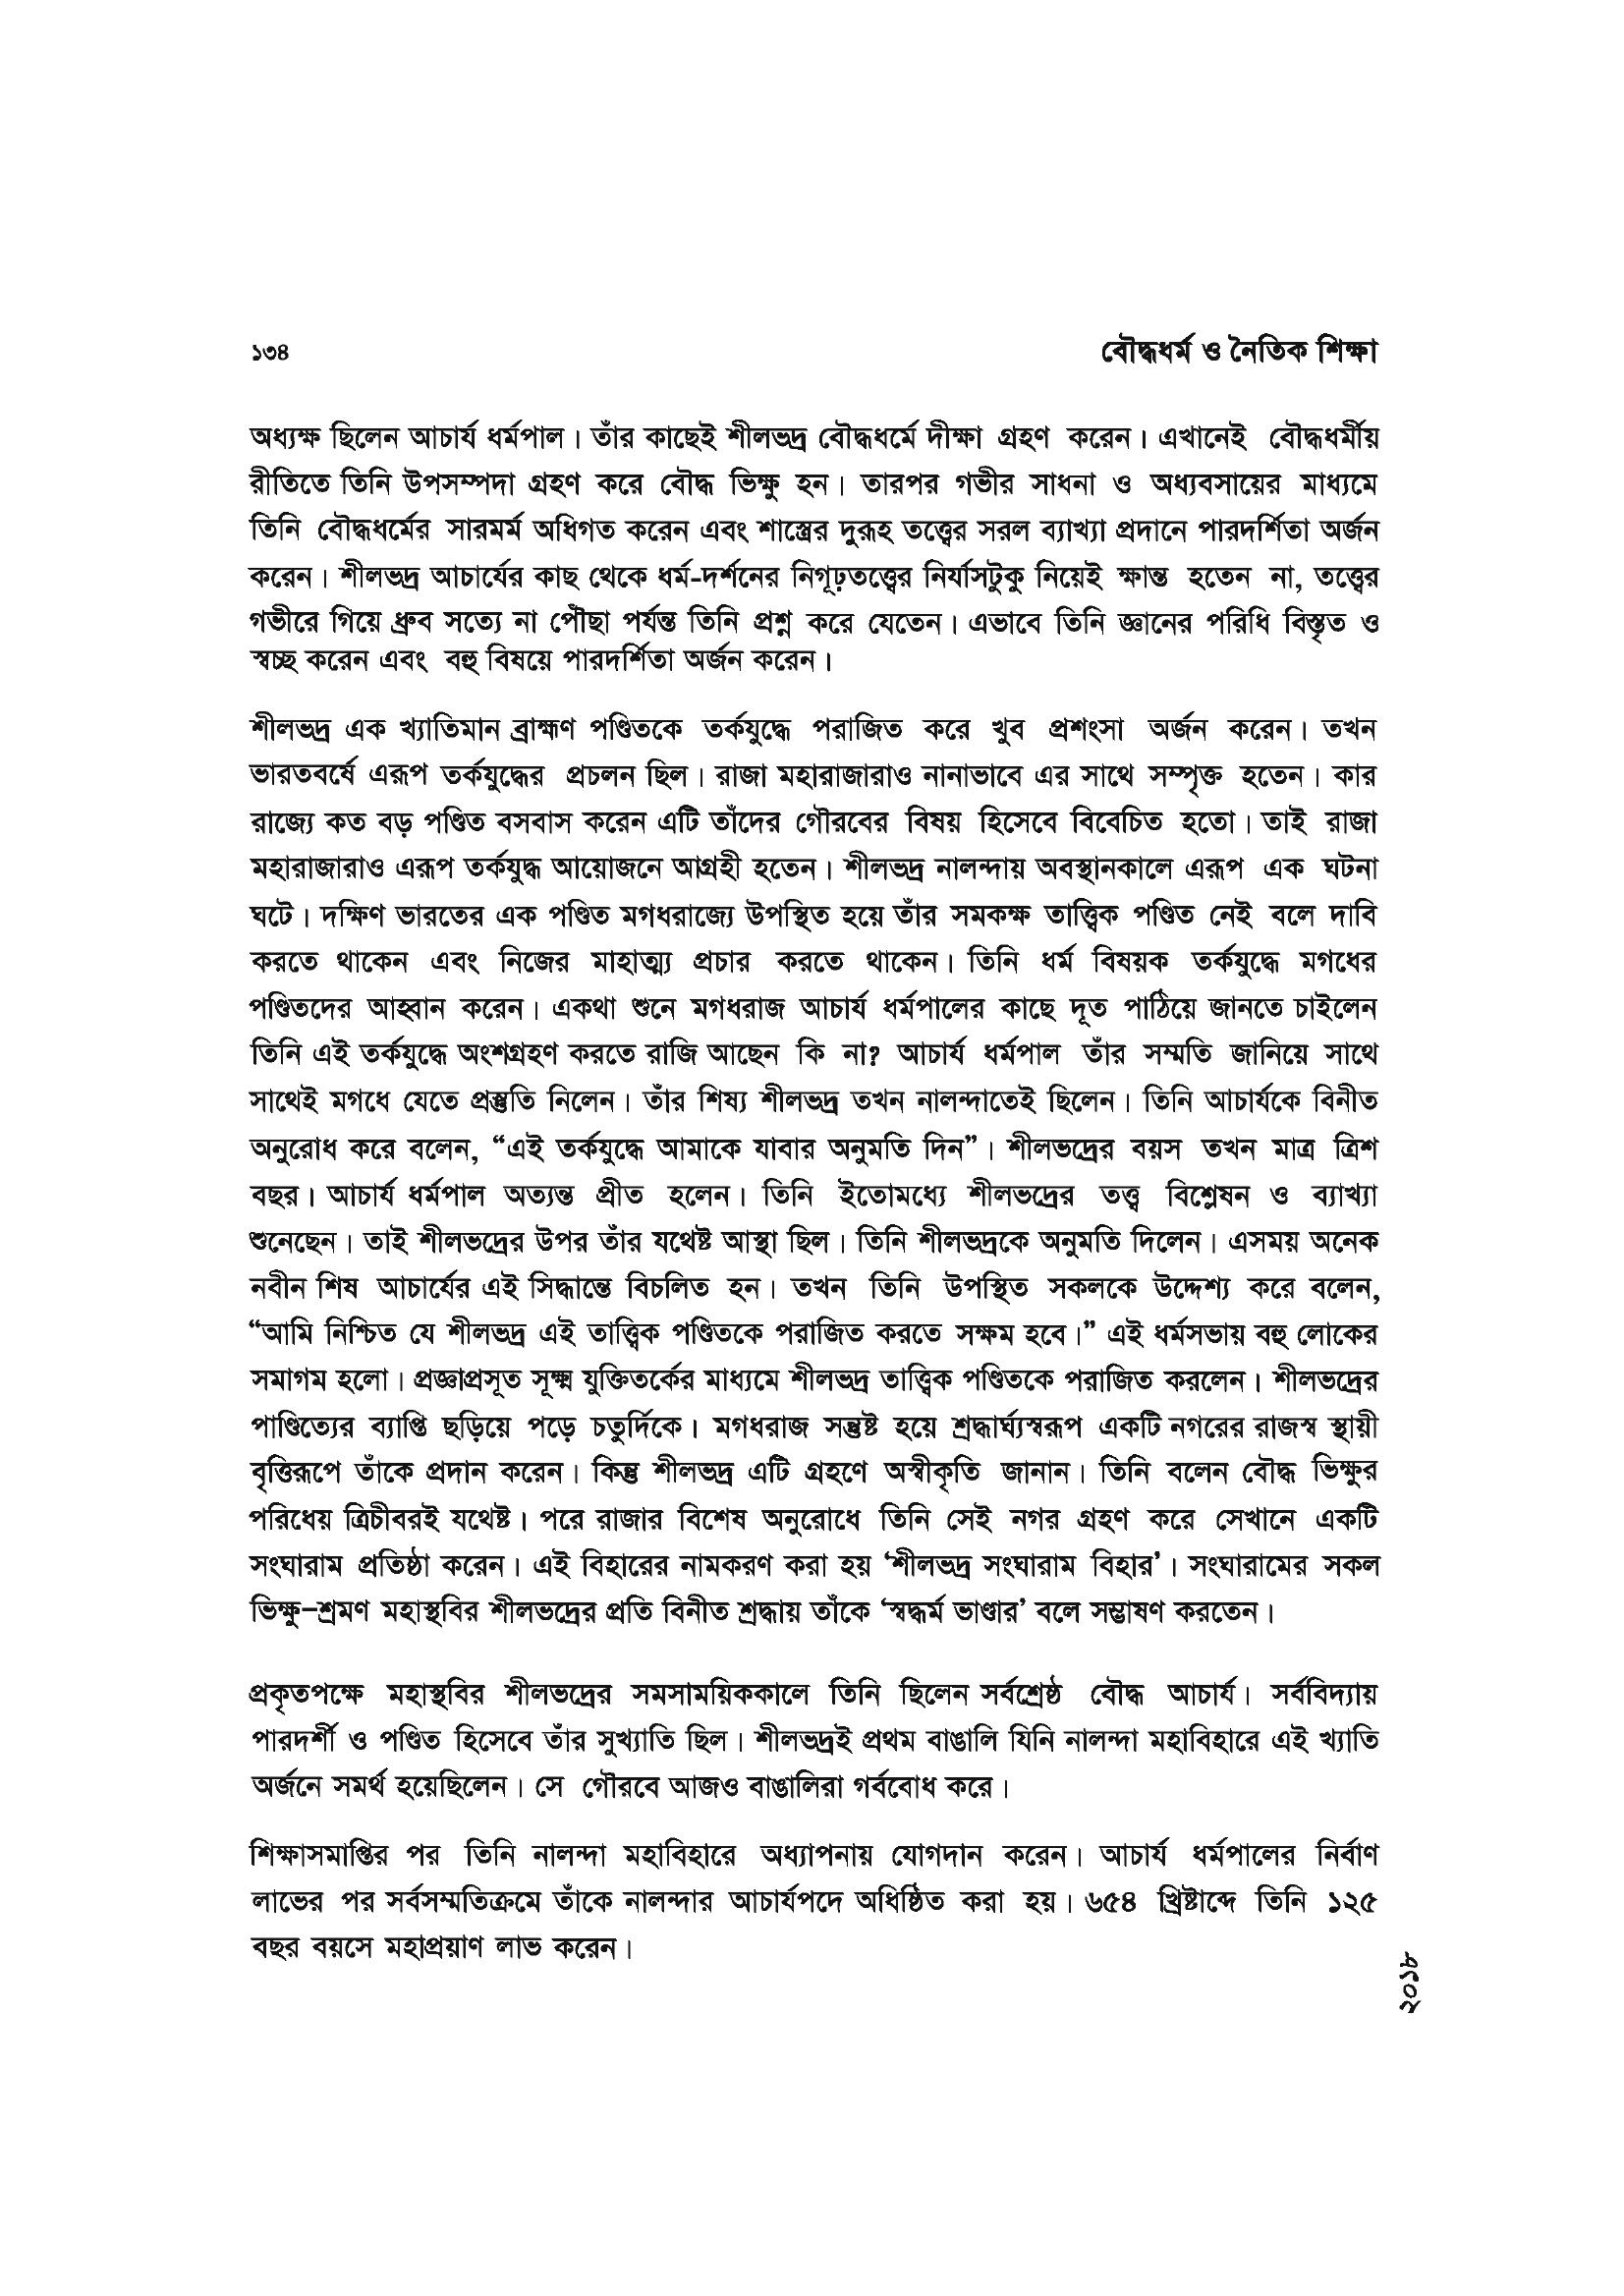 ১৩৪ বৌদ্ধধর্ম ও নৈতিক শিক্ষা
অধ্যক্ষ ছিলেন আচার্য ধর্মপাল। তাঁর কাছেই শীলভদ্র বৌদ্ধধর্মে দীক্ষা গ্রহণ করেন। এখানেই বৌদ্ধধর্মীয়
রীতিতে তিনি উপসম্পদা গ্রহণ করে বৌদ্ধ ভিক্ষু হন। তারপর গভীর সাধনা ও অধ্যবসায়ের মাধ্যমে
তিনি বৌদ্ধধর্মের সারমর্ম অধিগত করেন এবং শাস্ত্রের দুরূহ তত্ত্বের সরল ব্যাখ্যা প্রদানে পারদর্শিতা অর্জন
করেন। শীলভদ্র আচার্যের কাছ থেকে ধর্ম-দর্শনের নিগূঢ়তত্ত্বের নির্যাসটুকু নিয়েই ক্ষান্ত হতেন না, তত্ত্বের
গভীরে গিয়ে ধ্রুব সত্যে না পৌঁছা পর্যন্ত তিনি প্রশ্ন করে যেতেন। এভাবে তিনি জ্ঞানের পরিধি বিস্তৃত ও
স্বচ্ছ করেন এবং বহু বিষয়ে পারদর্শিতা অর্জন করেন।
শীলভদ্র এক খ্যাতিমান ব্রাহ্মণ পণ্ডিতকে তর্কযুদ্ধে পরাজিত করে খুব প্রশংসা অর্জন করেন। তখন
ভারতবর্ষে এরূপ তর্কযুদ্ধের প্রচলন ছিল। রাজা মহারাজারাও নানাভাবে এর সাথে সম্পৃক্ত হতেন। কার
রাজ্যে কত বড় পণ্ডিত বসবাস করেন এটি তাঁদের গৌরবের বিষয় হিসেবে বিবেচিত হতো। তাই রাজা
মহারাজারাও এরূপ তর্কযুদ্ধ আয়োজনে আগ্রহী হতেন। শীলভদ্র নালন্দায় অবস্থানকালে এরূপ এক ঘটনা
ঘটে। দক্ষিণ ভারতের এক পণ্ডিত মগধরাজ্যে উপস্থিত হয়ে তাঁর সমকক্ষ তাত্ত্বিক পণ্ডিত নেই বলে দাবি
করতে থাকেন এবং নিজের মাহাত্ম্য প্রচার করতে থাকেন। তিনি ধর্ম বিষয়ক তর্কযুদ্ধে মগধের
পণ্ডিতদের আহ্বান করেন। একথা শুনে মগধরাজ আচার্য ধর্মপালের কাছে দূত পাঠিয়ে জানতে চাইলেন
তিনি এই তর্কযুদ্ধে অংশগ্রহণ করতে রাজি আছেন কি না? আচার্য ধর্মপাল তাঁর সম্মতি জানিয়ে সাথে
সাথেই মগধে যেতে প্রস্তুতি নিলেন। তাঁর শিষ্য শীলভদ্র তখন নালন্দাতেই ছিলেন। তিনি আচার্যকে বিনীত
অনুরোধ করে বলেন, “এই তর্কযুদ্ধে আমাকে যাবার অনুমতি দিন”। শীলভদ্রের বয়স তখন মাত্র ত্রিশ
বছর। আচার্য ধর্মপাল অত্যন্ত প্রীত হলেন। তিনি ইতোমধ্যে শীলভদ্রের তত্ত্ব বিশ্লেষন ও ব্যাখ্যা
শুনেছেন। তাই শীলভদ্রের উপর তাঁর যথেষ্ট আস্থা ছিল। তিনি শীলভদ্রকে অনুমতি দিলেন। এসময় অনেক
নবীন শিষ আচার্যের এই সিদ্ধান্তে বিচলিত হন। তখন তিনি উপস্থিত সকলকে উদ্দেশ্য করে বলেন,
“আমি নিশ্চিত যে শীলভদ্র এই তাত্ত্বিক পণ্ডিতকে পরাজিত করতে সক্ষম হবে।” এই ধর্মসভায় বহু লোকের
সমাগম হলো। প্রজ্ঞাপ্রসূত সূক্ষ্ম যুক্তিতর্কের মাধ্যমে শীলভদ্র তাত্ত্বিক পণ্ডিতকে পরাজিত করলেন। শীলভদ্রের
পাণ্ডিত্যের ব্যাপ্তি ছড়িয়ে পড়ে চতুর্দিকে। মগধরাজ সন্তুষ্ট হয়ে শ্রদ্ধার্ঘ্যস্বরূপ একটি নগরের রাজস্ব স্থায়ী
বৃত্তিরূপে তাঁকে প্রদান করেন। কিন্তু শীলভদ্র এটি গ্রহণে অস্বীকৃতি জানান। তিনি বলেন বৌদ্ধ ভিক্ষুর
পরিধেয় ত্রিচীবরই যথেষ্ট। পরে রাজার বিশেষ অনুরোধে তিনি সেই নগর গ্রহণ করে সেখানে একটি
সংঘারাম প্রতিষ্ঠা করেন। এই বিহারের নামকরণ করা হয় ‘শীলভদ্র সংঘারাম বিহার’। সংঘারামের সকল
ভিক্ষু–শ্রমণ মহাস্থবির শীলভদ্রের প্রতি বিনীত শ্রদ্ধায় তাঁকে ‘স্বদ্ধর্ম ভাণ্ডার’ বলে সম্ভাষণ করতেন।
প্রকৃতপক্ষে মহাস্থবির শীলভদ্রের সমসাময়িককালে তিনি ছিলেন সর্বশ্রেষ্ঠ বৌদ্ধ আচার্য। সর্ববিদ্যায়
পারদর্শী ও পণ্ডিত হিসেবে তাঁর সুখ্যাতি ছিল। শীলভদ্রই প্রথম বাঙালি যিনি নালন্দা মহাবিহারে এই খ্যাতি
অর্জনে সমর্থ হয়েছিলেন। সে গৌরবে আজও বাঙালিরা গর্ববোধ করে।
শিক্ষাসমাপ্তির পর তিনি নালন্দা মহাবিহারে অধ্যাপনায় যোগদান করেন। আচার্য ধর্মপালের নির্বাণ
লাভের পর সর্বসম্মতিক্রমে তাঁকে নালন্দার আচার্যপদে অধিষ্ঠিত করা হয়। ৬৫৪ খ্রিষ্টাব্দে তিনি ১২৫
বছর বয়সে মহাপ্রয়াণ লাভ করেন।
২০১৮